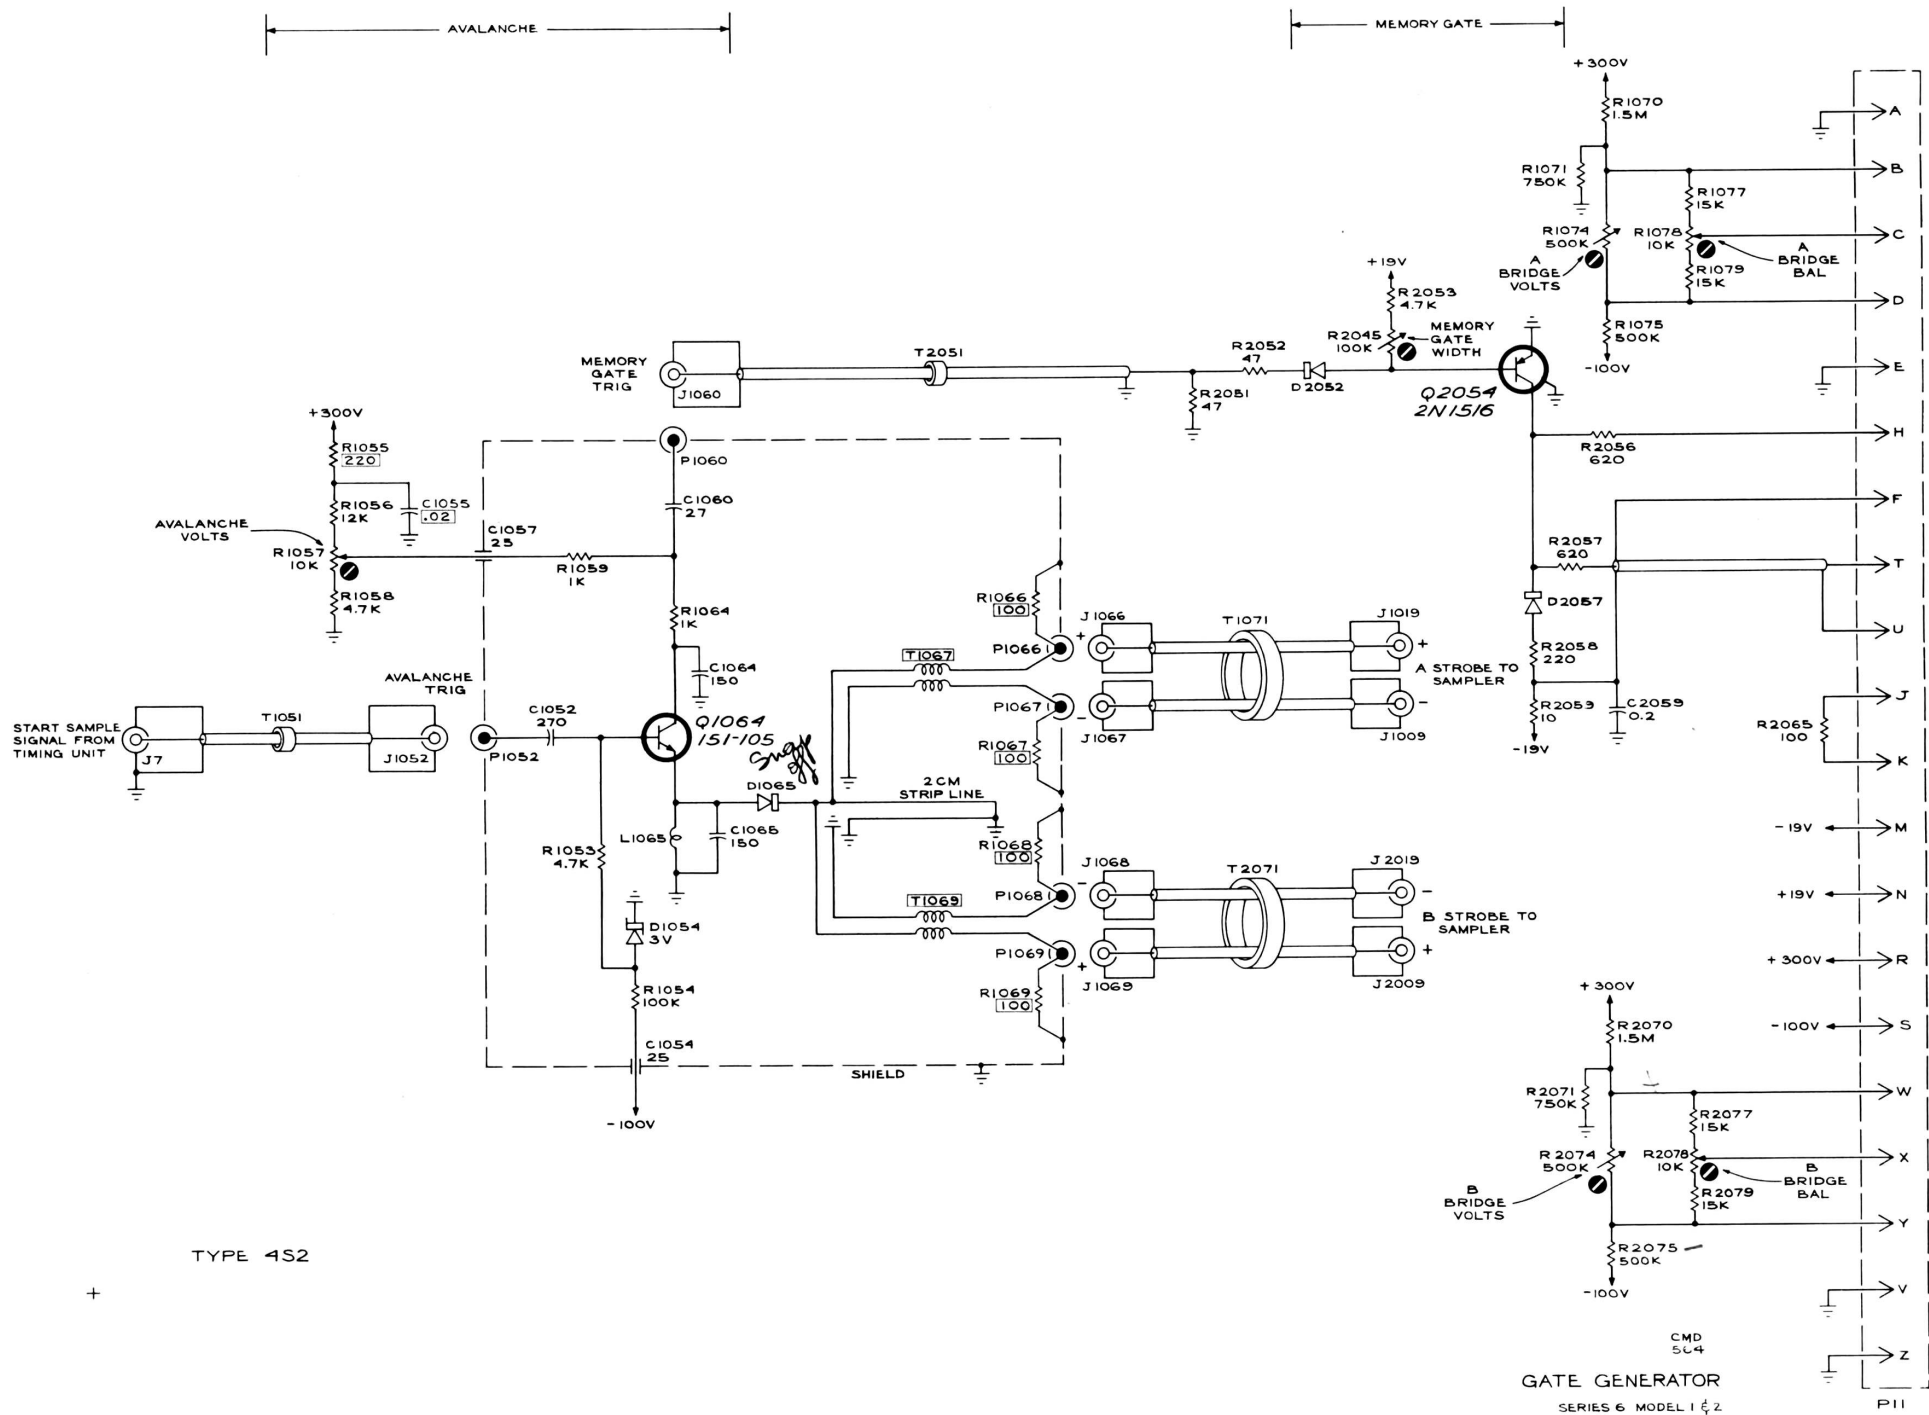 AVALANCHE
MEMORY GATE
+300V
R1070
1.5M
A
R1071
750K
B
R1077
15K
R1074
500K
R1078
10K
C
A
BRIDGE
VOLTS
A
BRIDGE
BAL
R1079
15K
D
R1075
500K
-100V
E
+19V
R2053
4.7K
R2045
100K
MEMORY
GATE
WIDTH
MEMORY
GATE
TRIG
J1060
T2051
R2052
47
D2052
R2051
47
Q2054
2N1516
R2056
620
H
F
+300V
R1055
220
R1056
12K
C1055
.02
AVALANCHE
VOLTS
R1057
10K
R1058
4.7K
P1060
C1060
27
C1057
25
R1059
1K
R1064
1K
C1064
150
R2057
620
T
D2057
U
R2058
220
R2059
10
-19V
C2059
0.2
R1066
100
J1066
T1071
J1019
+
P1066
+
T1067
A STROBE TO
SAMPLER
P1067
-
J1067
J1009
-
R1067
100
J
R2065
100
K
AVALANCHE
TRIG
START SAMPLE
SIGNAL FROM
TIMING UNIT
J7
T1051
J1052
P1052
C1052
270
Q1064
151-105
D1065
2CM
STRIP LINE
R1053
4.7K
L1065
C1065
150
R1068
100
-19V
M
J1068
T2071
J2019
P1068
-
-
+19V
N
T1069
B STROBE TO
SAMPLER
P1069
+
J1069
J2009
+
+300V
R
D1054
3V
R1054
100K
R1069
100
C1054
25
-100V
SHIELD
-100V
S
+300V
R2070
1.5M
R2071
750K
W
R2077
15K
R2074
500K
R2078
10K
X
B
BRIDGE
VOLTS
B
BRIDGE
BAL
R2079
15K
Y
R2075
500K
-100V
V
TYPE 4S2
+
CMD
Z
GATE GENERATOR
SERIES 6 MODEL 1 & 2
P11